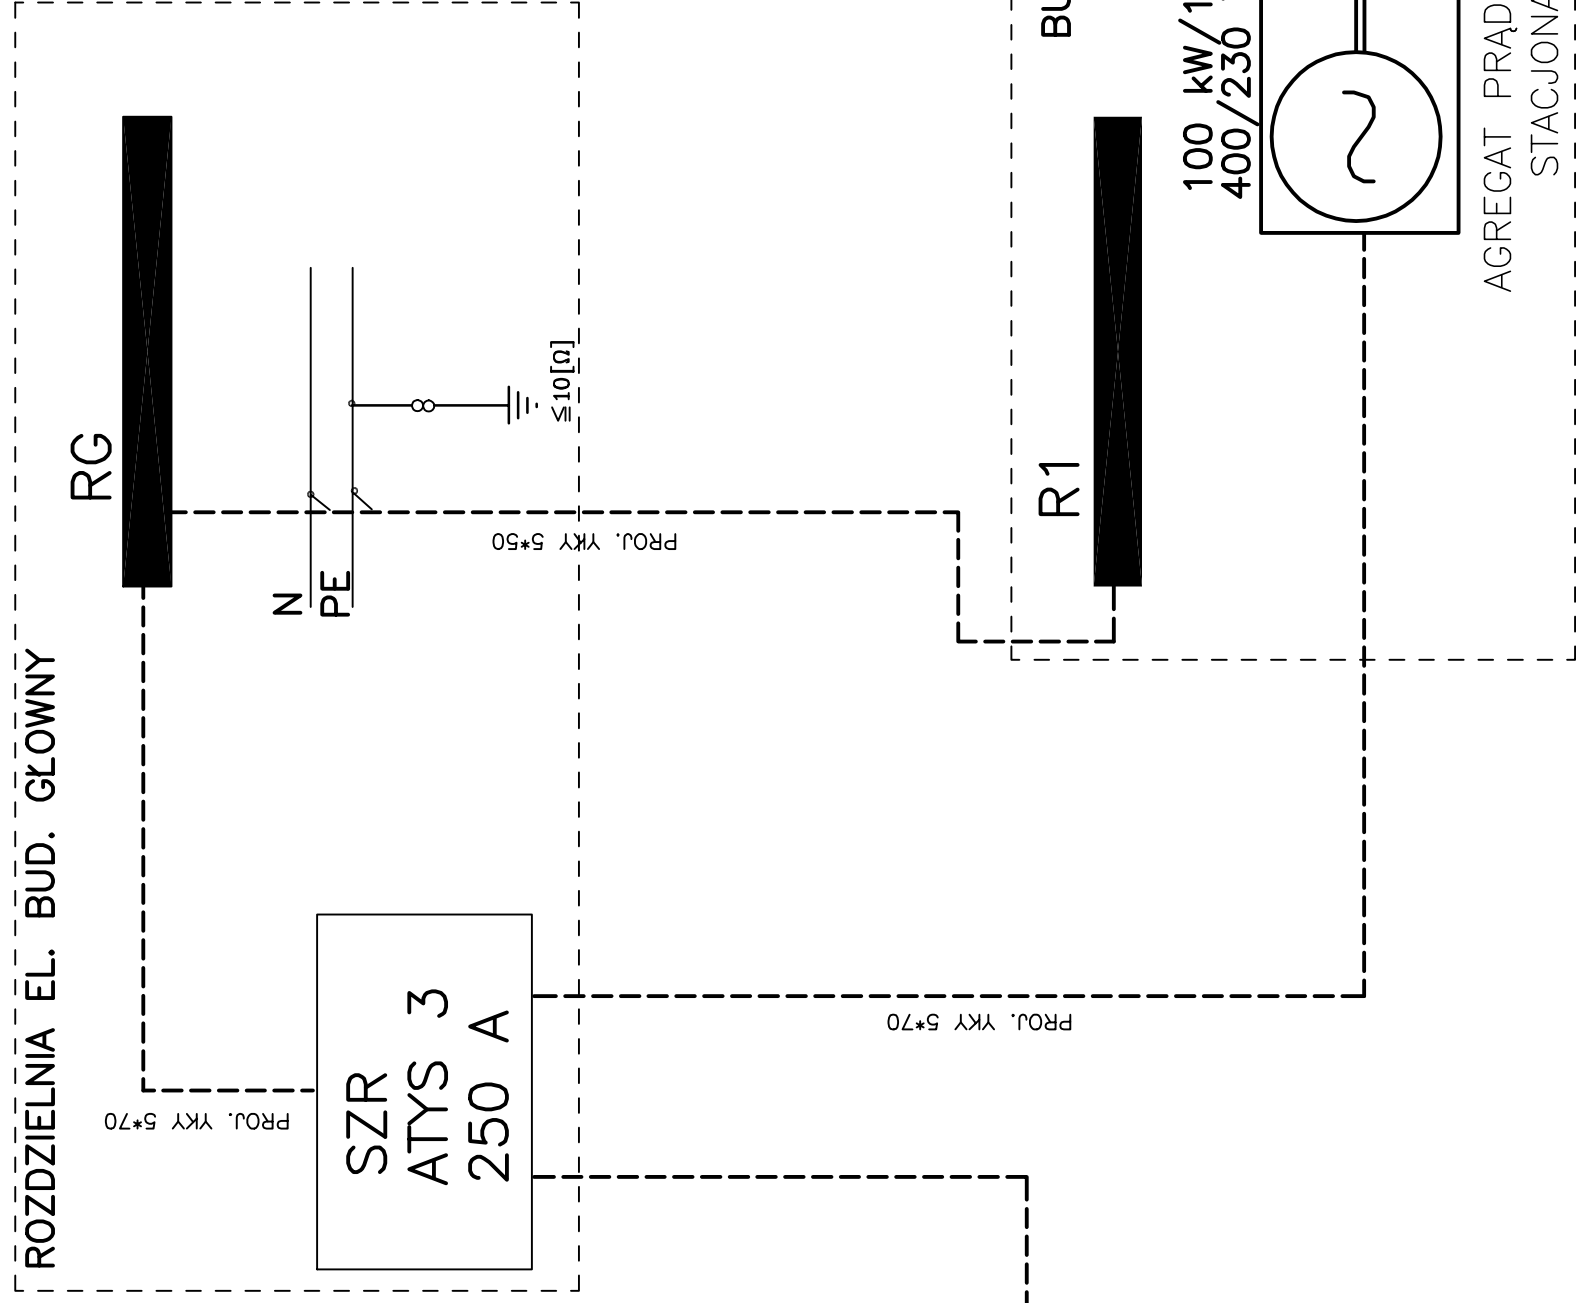 ROZDZIELNIA EL. BUD. GŁOWNY
RG
N
PE
≤10[Ω]
PROJ. YKY 5*50
PROJ. YKY 5*70
SZR
ATYS 3
250 A
PROJ. YKY 5*70
R1
100 kW/1
400/230
AGREGAT PRĄD
STACJONA
BU